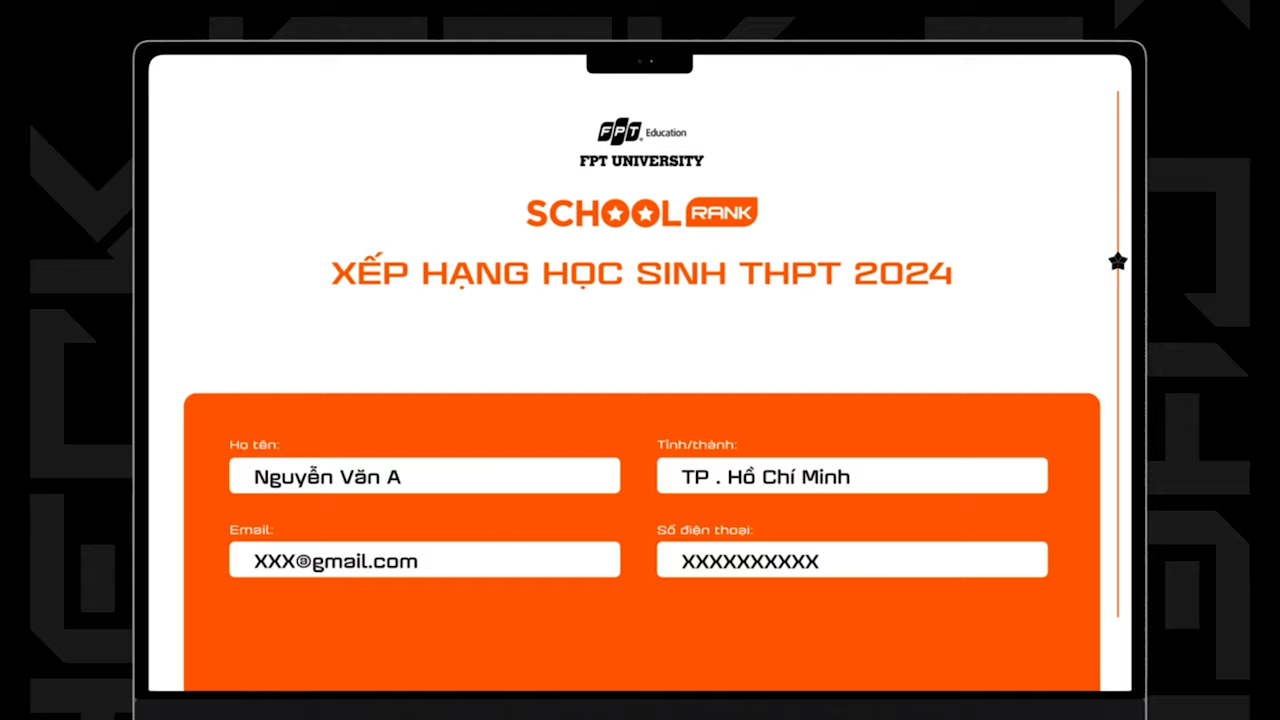 FPT Education
FPT UNIVERSITY
SCHOOL RANK
XẾP HẠNG HỌC SINH THPT 2024
Họ tên:
Nguyễn Văn A
Tỉnh/thành:
TP . Hồ Chí Minh
Email:
XXX@gmail.com
Số điện thoại:
XXXXXXXXXX